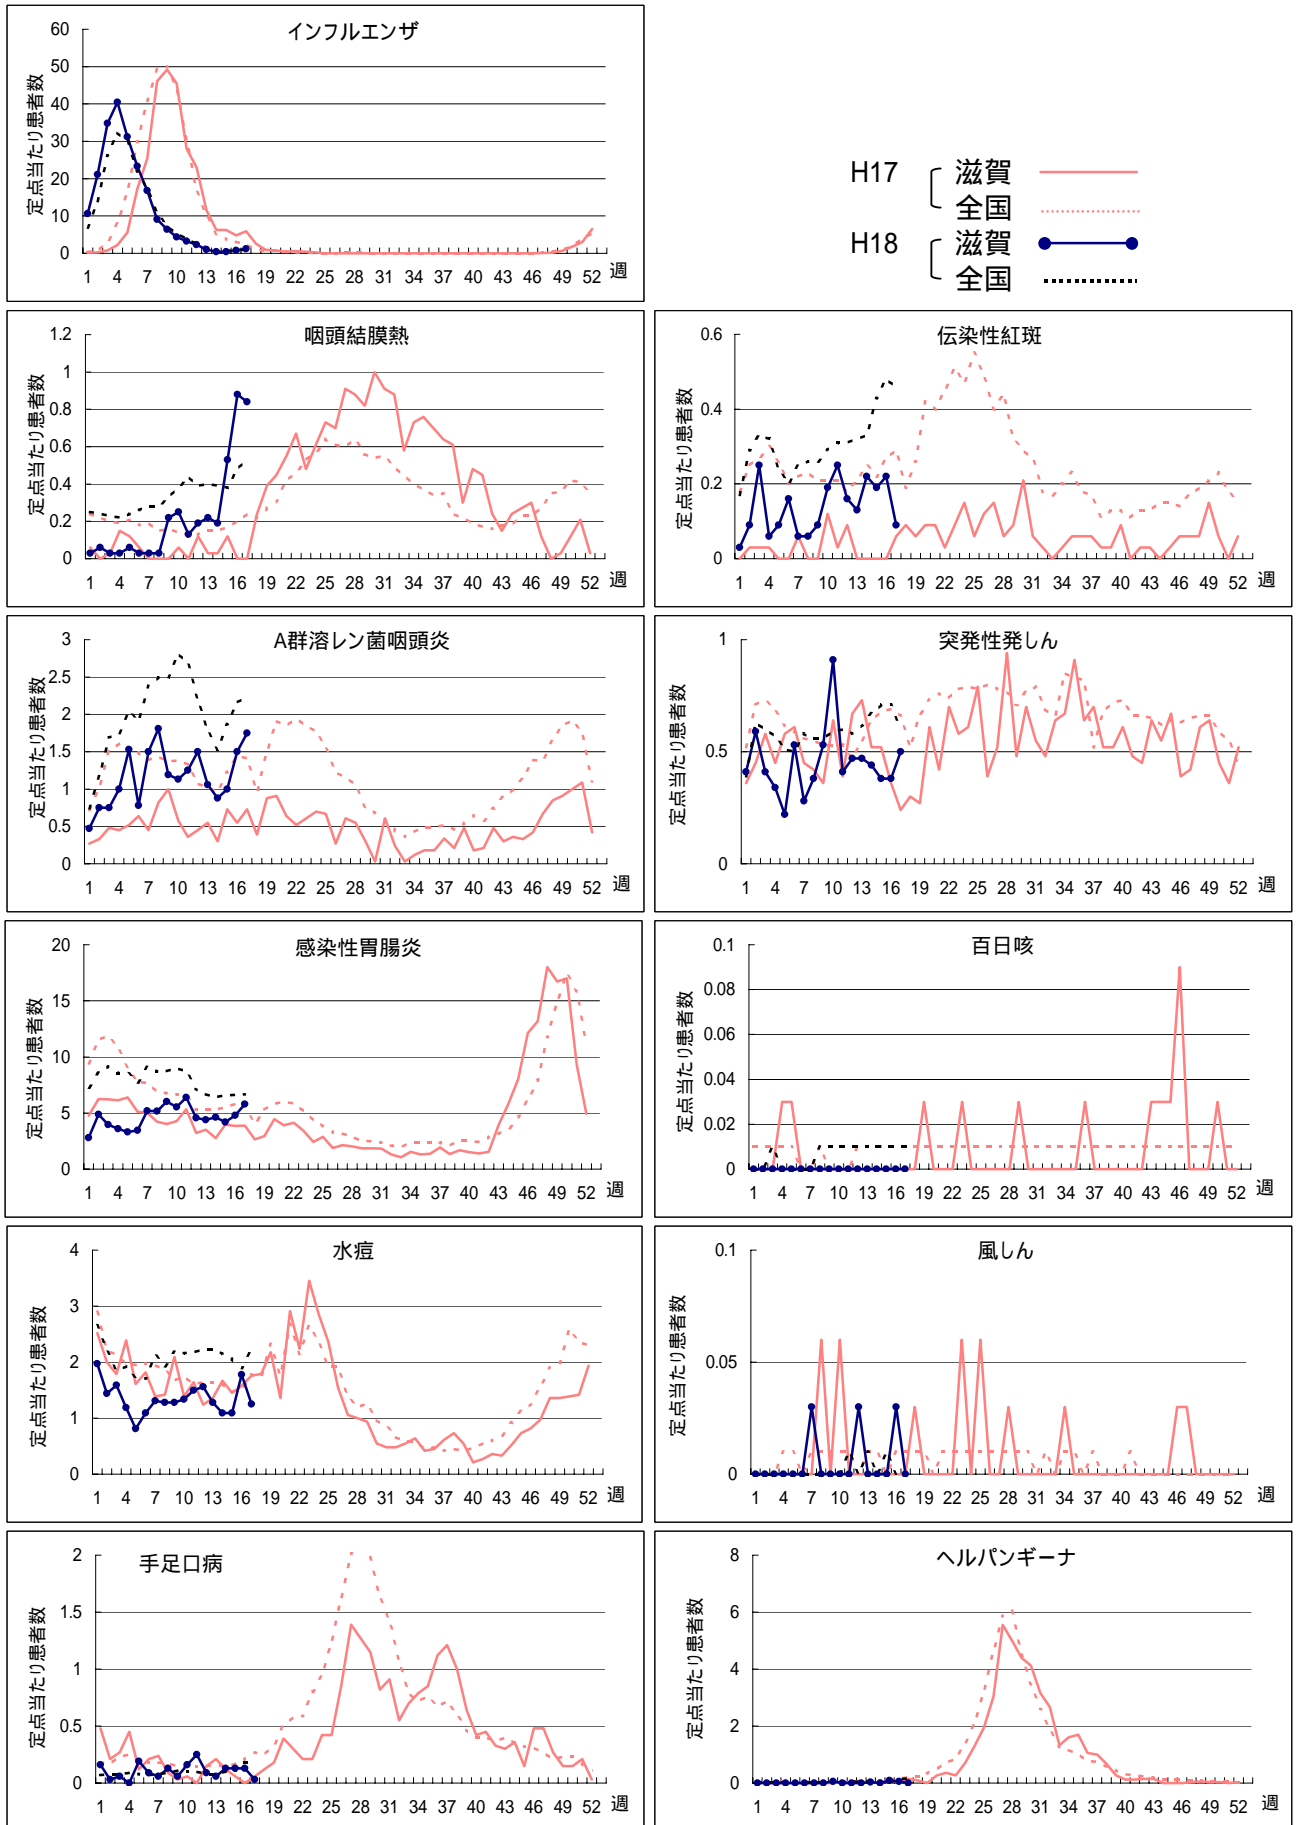 インフルエンザ
定点当たり患者数
60
50
40
30
20
10
0
1 4 7 10 13 16 19 22 25 28 31 34 37 40 43 46 49 52 週
H17 滋賀
全国
H18 滋賀
全国
咽頭結膜熱
定点当たり患者数
1.2
1
0.8
0.6
0.4
0.2
0
1 4 7 10 13 16 19 22 25 28 31 34 37 40 43 46 49 52 週
伝染性紅斑
定点当たり患者数
0.6
0.4
0.2
0
1 4 7 10 13 16 19 22 25 28 31 34 37 40 43 46 49 52 週
A群溶レン菌咽頭炎
定点当たり患者数
3
2.5
2
1.5
1
0.5
0
1 4 7 10 13 16 19 22 25 28 31 34 37 40 43 46 49 52 週
突発性発しん
定点当たり患者数
1
0.5
0
1 4 7 10 13 16 19 22 25 28 31 34 37 40 43 46 49 52 週
感染性胃腸炎
定点当たり患者数
20
15
10
5
0
1 4 7 10 13 16 19 22 25 28 31 34 37 40 43 46 49 52 週
百日咳
定点当たり患者数
0.1
0.08
0.06
0.04
0.02
0
1 4 7 10 13 16 19 22 25 28 31 34 37 40 43 46 49 52 週
水痘
定点当たり患者数
4
3
2
1
0
1 4 7 10 13 16 19 22 25 28 31 34 37 40 43 46 49 52 週
風しん
定点当たり患者数
0.1
0.05
0
1 4 7 10 13 16 19 22 25 28 31 34 37 40 43 46 49 52 週
手足口病
定点当たり患者数
2
1.5
1
0.5
0
1 4 7 10 13 16 19 22 25 28 31 34 37 40 43 46 49 52 週
ヘルパンギーナ
定点当たり患者数
8
6
4
2
0
1 4 7 10 13 16 19 22 25 28 31 34 37 40 43 46 49 52 週